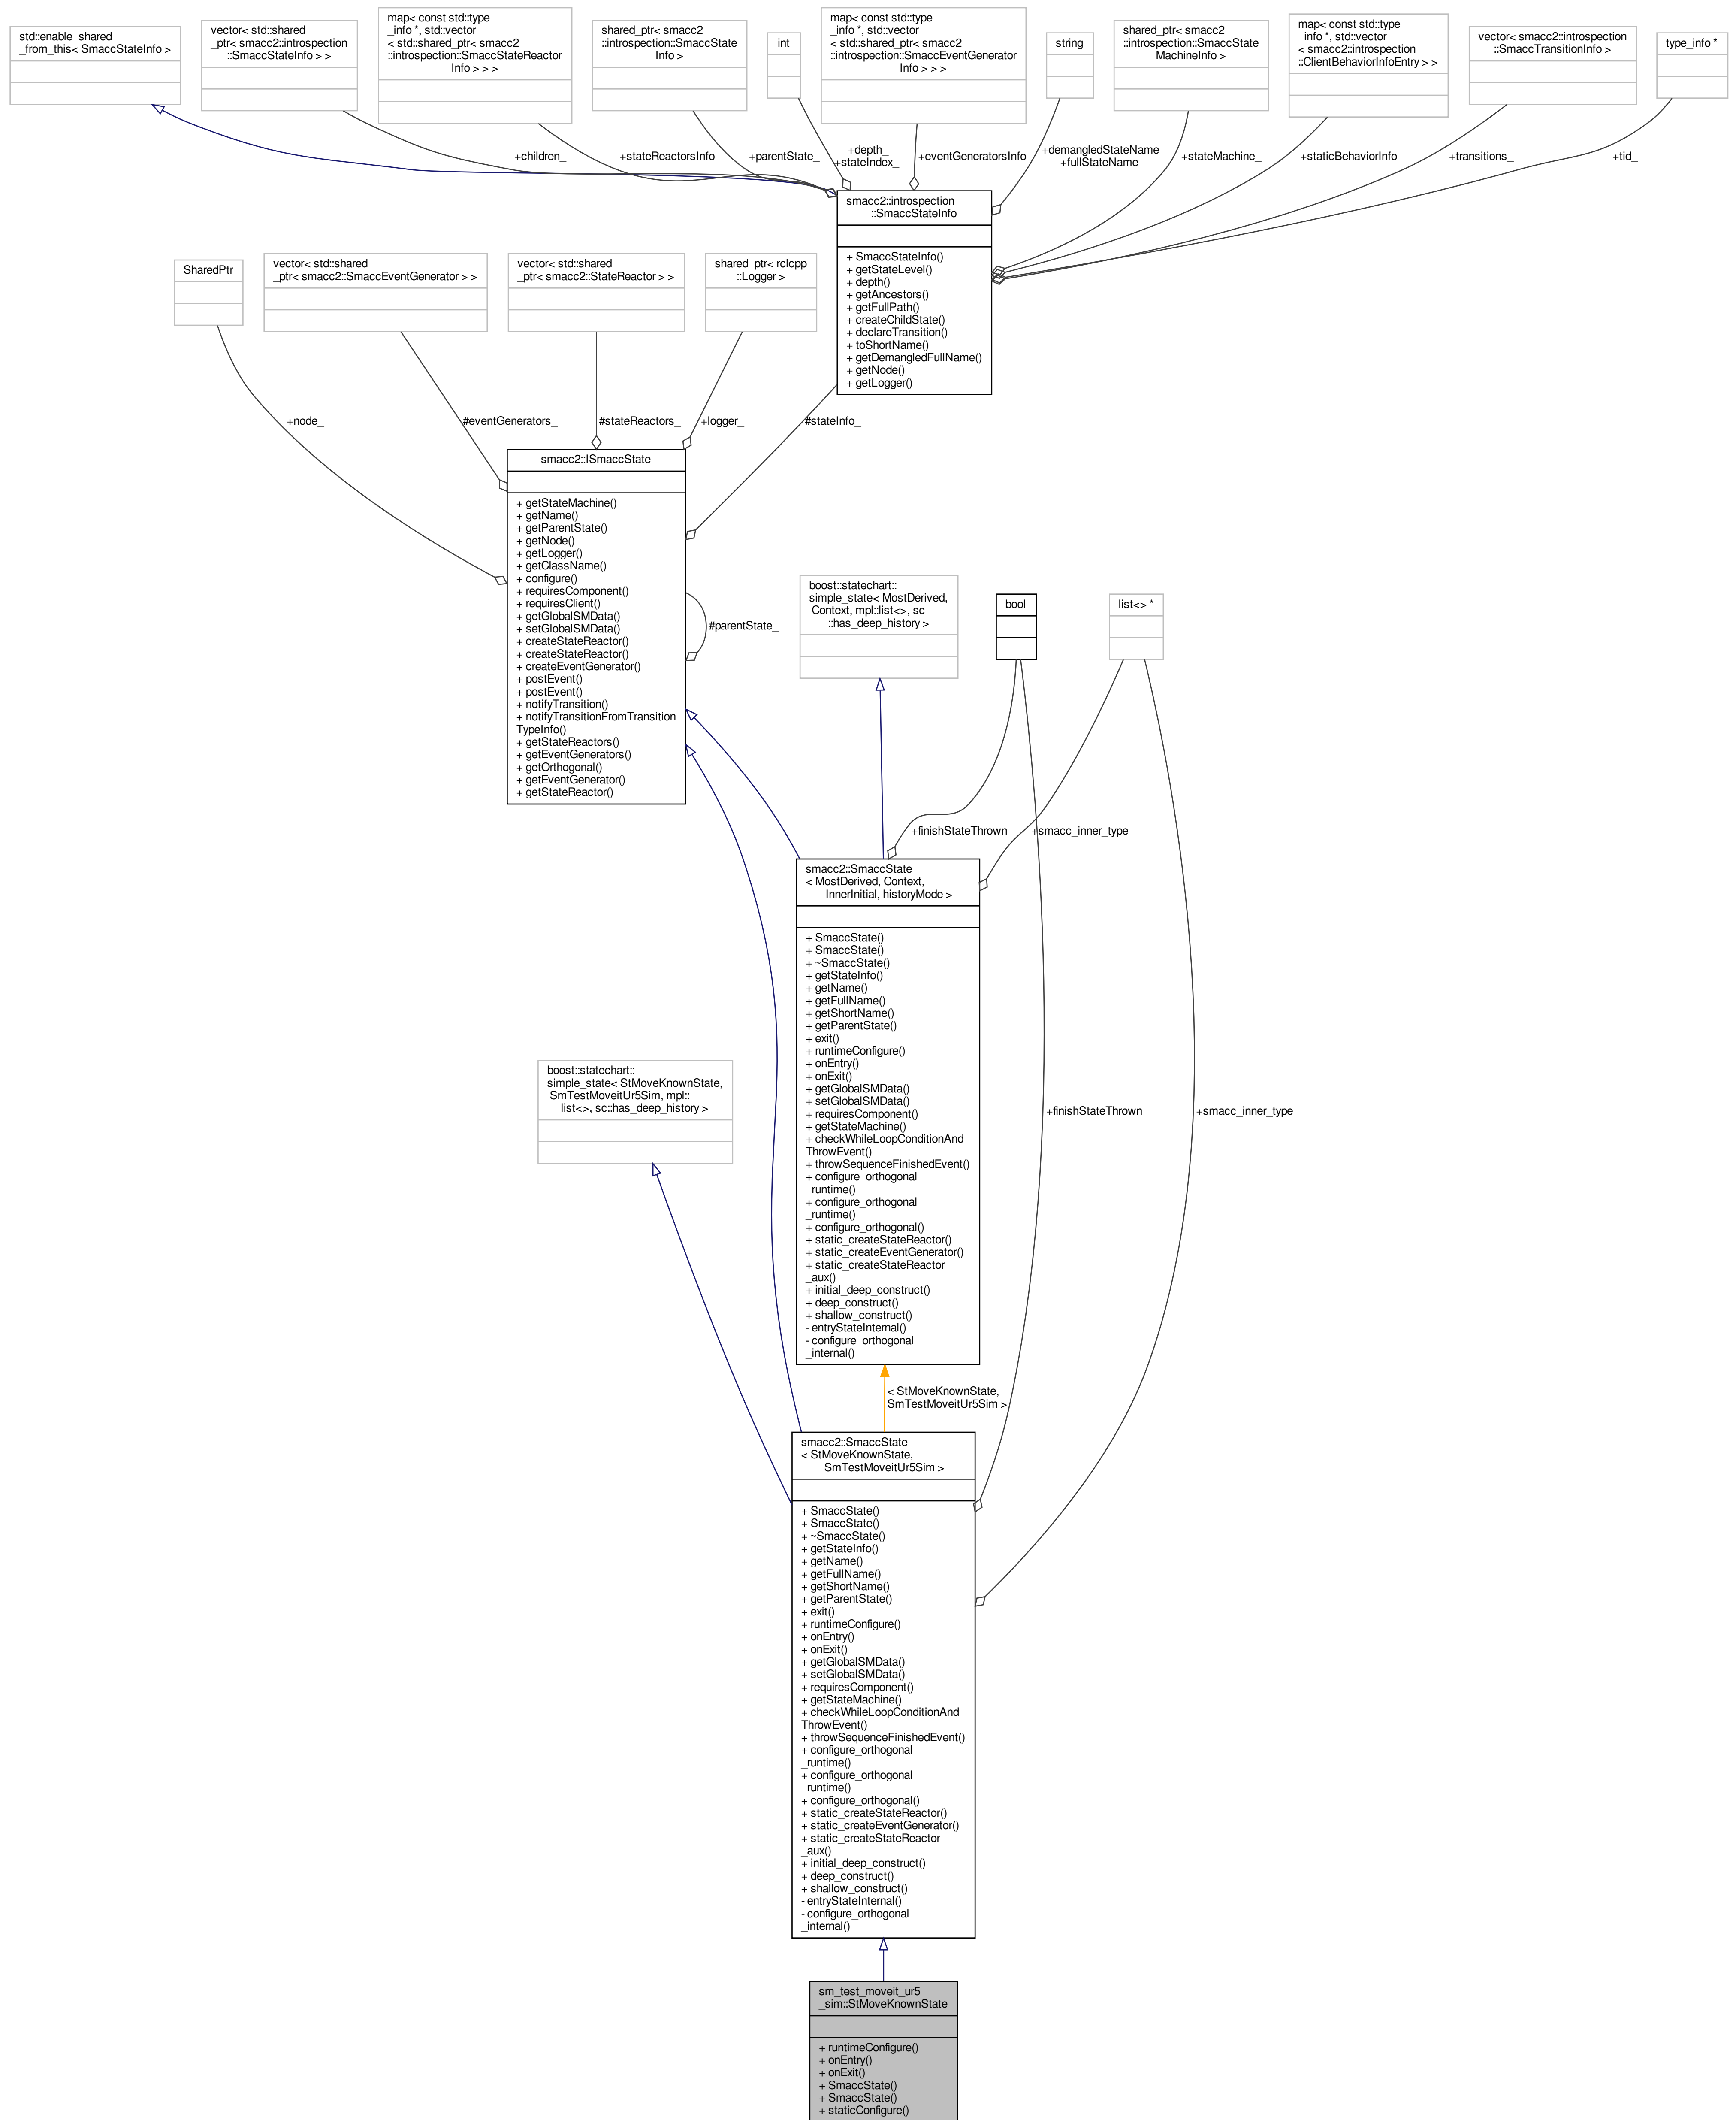 std::enable_shared
_from_this< SmaccStateInfo >
vector< std::shared
_ptr< smacc2::introspection
::SmaccStateInfo > >
map< const std::type
_info *, std::vector
< std::shared_ptr< smacc2
::introspection::SmaccStateReactor
Info > > >
shared_ptr< smacc2
::introspection::SmaccState
Info >
int
map< const std::type
_info *, std::vector
< std::shared_ptr< smacc2
::introspection::SmaccEventGenerator
Info > > >
string
shared_ptr< smacc2
::introspection::SmaccState
MachineInfo >
map< const std::type
_info *, std::vector
< smacc2::introspection
::ClientBehaviorInfoEntry > >
vector< smacc2::introspection
::SmaccTransitionInfo >
type_info *
+children_
+stateReactorsInfo
+parentState_
+depth_
+stateIndex_
+eventGeneratorsInfo
+demangledStateName
+fullStateName
+stateMachine_
+staticBehaviorInfo
+transitions_
+tid_
smacc2::introspection
::SmaccStateInfo
+ SmaccStateInfo()
+ getStateLevel()
+ depth()
+ getAncestors()
+ getFullPath()
+ createChildState()
+ declareTransition()
+ toShortName()
+ getDemangledFullName()
+ getNode()
+ getLogger()
SharedPtr
vector< std::shared
_ptr< smacc2::SmaccEventGenerator > >
vector< std::shared
_ptr< smacc2::StateReactor > >
shared_ptr< rclcpp
::Logger >
+node_
#eventGenerators_
#stateReactors_
+logger_
#stateInfo_
smacc2::ISmaccState
+ getStateMachine()
+ getName()
+ getParentState()
+ getNode()
+ getLogger()
+ getClassName()
+ configure()
+ requiresComponent()
+ requiresClient()
+ getGlobalSMData()
+ setGlobalSMData()
+ createStateReactor()
+ createStateReactor()
+ createEventGenerator()
+ postEvent()
+ postEvent()
+ notifyTransition()
+ notifyTransitionFromTransition
TypeInfo()
+ getStateReactors()
+ getEventGenerators()
+ getOrthogonal()
+ getEventGenerator()
+ getStateReactor()
#parentState_
boost::statechart::
simple_state< MostDerived,
Context, mpl::list<>, sc
::has_deep_history >
bool
list<> *
+finishStateThrown
+smacc_inner_type
smacc2::SmaccState
< MostDerived, Context,
InnerInitial, historyMode >
+ SmaccState()
+ SmaccState()
+ ~SmaccState()
+ getStateInfo()
+ getName()
+ getFullName()
+ getShortName()
+ getParentState()
+ exit()
+ runtimeConfigure()
+ onEntry()
+ onExit()
+ getGlobalSMData()
+ setGlobalSMData()
+ requiresComponent()
+ getStateMachine()
+ checkWhileLoopConditionAnd
ThrowEvent()
+ throwSequenceFinishedEvent()
+ configure_orthogonal
_runtime()
+ configure_orthogonal
_runtime()
+ configure_orthogonal()
+ static_createStateReactor()
+ static_createEventGenerator()
+ static_createStateReactor
_aux()
+ initial_deep_construct()
+ deep_construct()
+ shallow_construct()
- entryStateInternal()
- configure_orthogonal
_internal()
boost::statechart::
simple_state< StMoveKnownState,
SmTestMoveitUr5Sim, mpl::
list<>, sc::has_deep_history >
+finishStateThrown
+smacc_inner_type
< StMoveKnownState,
SmTestMoveitUr5Sim >
smacc2::SmaccState
< StMoveKnownState,
SmTestMoveitUr5Sim >
+ SmaccState()
+ SmaccState()
+ ~SmaccState()
+ getStateInfo()
+ getName()
+ getFullName()
+ getShortName()
+ getParentState()
+ exit()
+ runtimeConfigure()
+ onEntry()
+ onExit()
+ getGlobalSMData()
+ setGlobalSMData()
+ requiresComponent()
+ getStateMachine()
+ checkWhileLoopConditionAnd
ThrowEvent()
+ throwSequenceFinishedEvent()
+ configure_orthogonal
_runtime()
+ configure_orthogonal
_runtime()
+ configure_orthogonal()
+ static_createStateReactor()
+ static_createEventGenerator()
+ static_createStateReactor
_aux()
+ initial_deep_construct()
+ deep_construct()
+ shallow_construct()
- entryStateInternal()
- configure_orthogonal
_internal()
sm_test_moveit_ur5
_sim::StMoveKnownState
+ runtimeConfigure()
+ onEntry()
+ onExit()
+ SmaccState()
+ SmaccState()
+ staticConfigure()